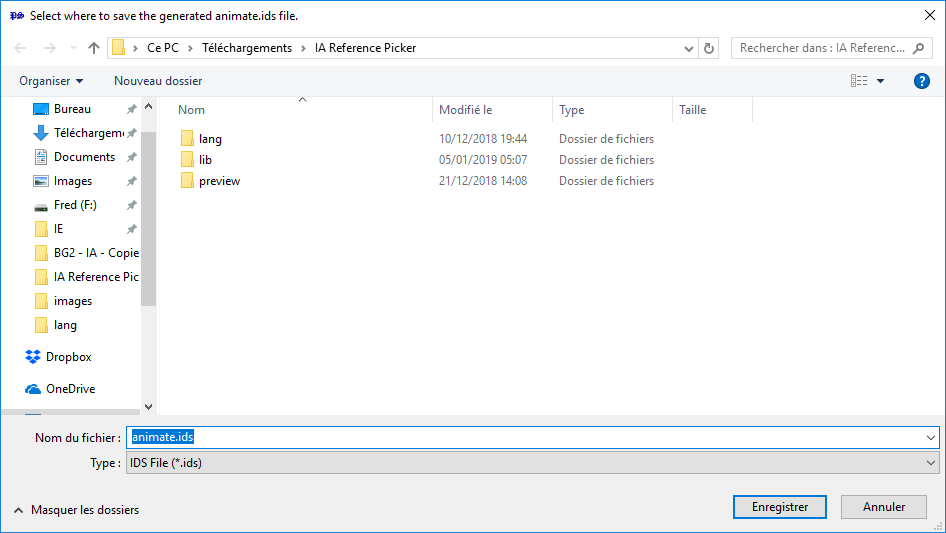 Select where to save the generated animate.ids file.
Ce PC > Téléchargements > IA Reference Picker
Rechercher dans : IA Referenc...
Organiser
Nouveau dossier
Nom Modifié le Type Taille
lang 10/12/2018 19:44 Dossier de fichiers
lib 05/01/2019 05:07 Dossier de fichiers
preview 21/12/2018 14:08 Dossier de fichiers
Bureau
Téléchargem
Documents
Images
Fred (F:)
IE
BG2 - IA - Copie
IA Reference Pic
images
lang
Dropbox
OneDrive
Nom du fichier : animate.ids
Type : IDS File (*.ids)
Masquer les dossiers
Enregistrer
Annuler